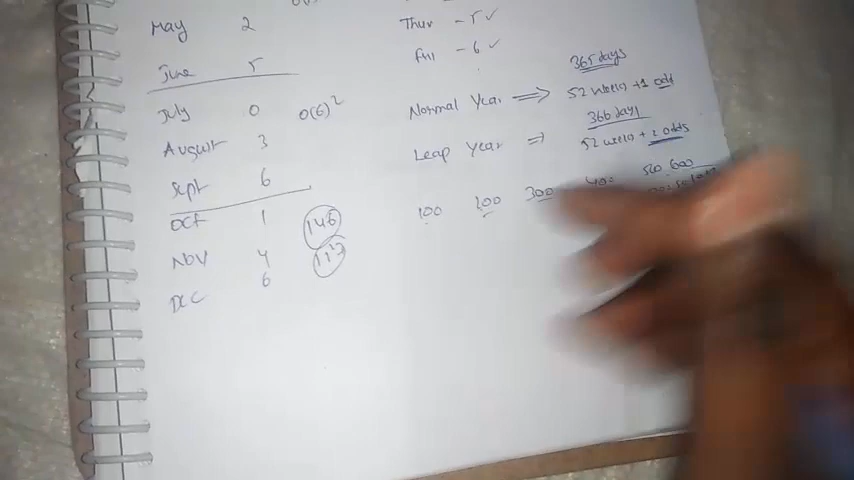 May 2
June 5
July 0 0(6)²
August 3
Sept 6
Oct 1 146
Nov 4
Dec 6
Thur - 5 ✓
Fri - 6 ✓
365 days
Normal Year ⇒ 52 weeks + 1 odd
366 days
Leap Year ⇒ 52 weeks + 2 odds
100 200 300 400 500 600